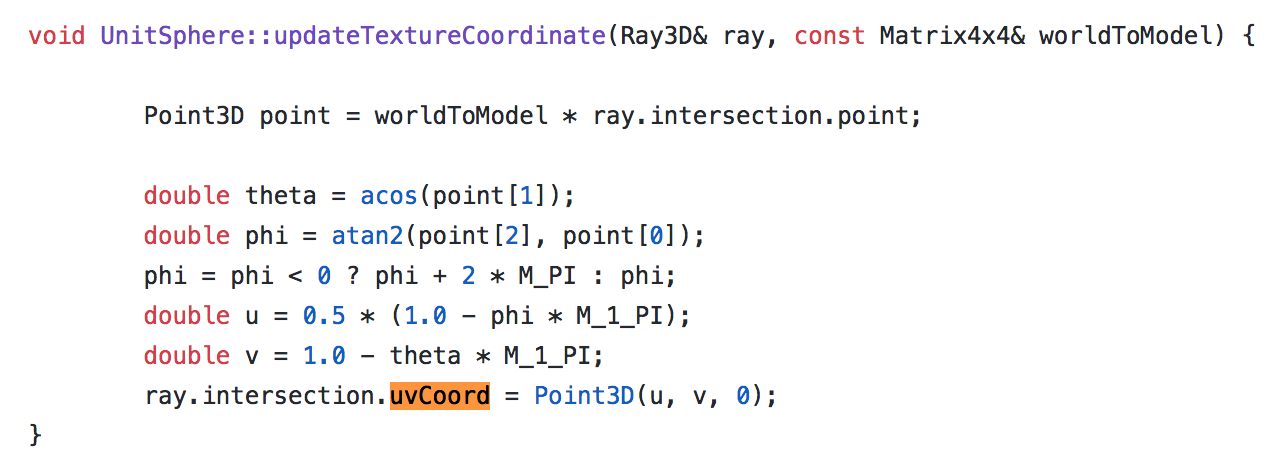 void UnitSphere::updateTextureCoordinate(Ray3D& ray, const Matrix4x4& worldToModel) {
Point3D point = worldToModel * ray.intersection.point;
double theta = acos(point[1]);
double phi = atan2(point[2], point[0]);
phi = phi < 0 ? phi + 2 * M_PI : phi;
double u = 0.5 * (1.0 - phi * M_1_PI);
double v = 1.0 - theta * M_1_PI;
ray.intersection.uvCoord = Point3D(u, v, 0);
}